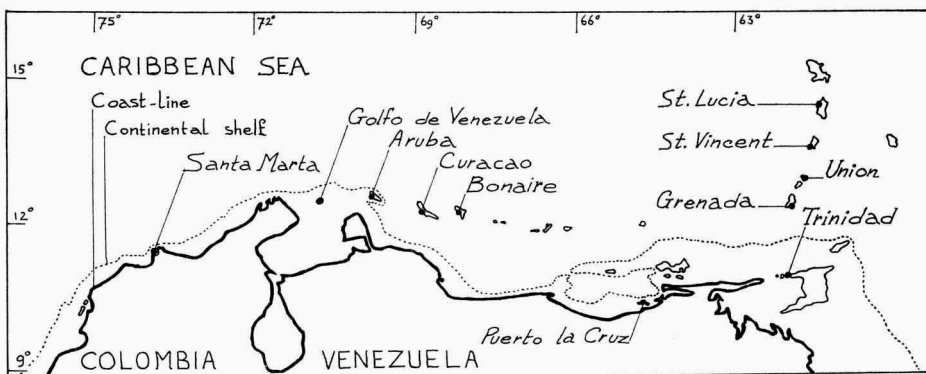 75°
72
69
66
63
15°
CARIBBEAN SEA
Coast-line
Continental shelf
Santa Marta
Golfo de Venezuela
Aruba
Curacao
Bonaire
St. Lucia
St. Vincent
Union
Grenada
Trinidad
12°
Puerto la Cruz
9°
COLOMBIA
VENEZUELA